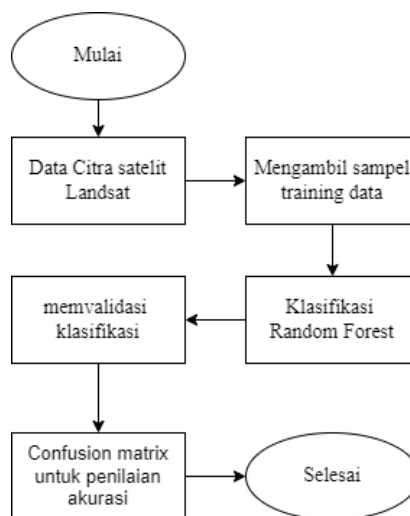 Mulai
Data Citra satelit
Landsat
Mengambil sampel
training data
Klasifikasi
Random Forest
memvalidasi
klasifikasi
Confusion matrix
untuk penilaian
akurasi
Selesai